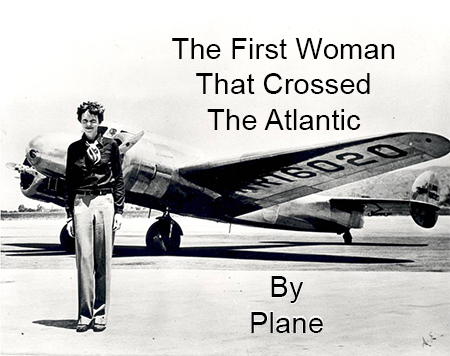 The First Woman
That Crossed
The Atlantic
NR16020
By
Plane